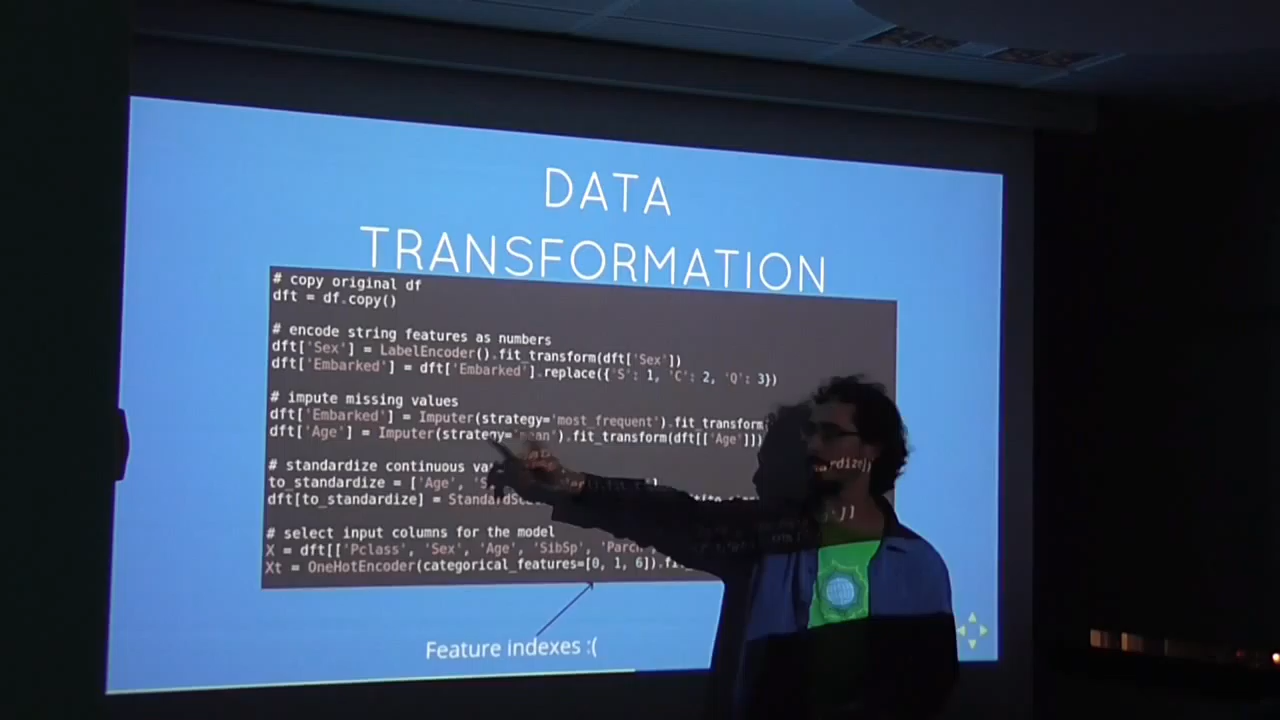 DATA
TRANSFORMATION
# copy original df
dft = df.copy()
# encode string features as numbers
dft['Sex'] = LabelEncoder().fit_transform(dft['Sex'])
dft['Embarked'] = dft['Embarked'].replace({'S': 1, 'C': 2, 'Q': 3})
# impute missing values
dft['Embarked'] = Imputer(strategy='most_frequent').fit_transform
dft['Age'] = Imputer(strategy='mean').fit_transform(dft[['Age']])
# standardize continuous
to_standardize = ['Age',
dft[to_standardize] =
# select input columns for the model
X = dft[['Pclass', 'Sex', 'Age', 'SibSp', 'Parch',
Xt = OneHotEncoder(categorical_features=[0, 1, 6]).
Feature indexes :(